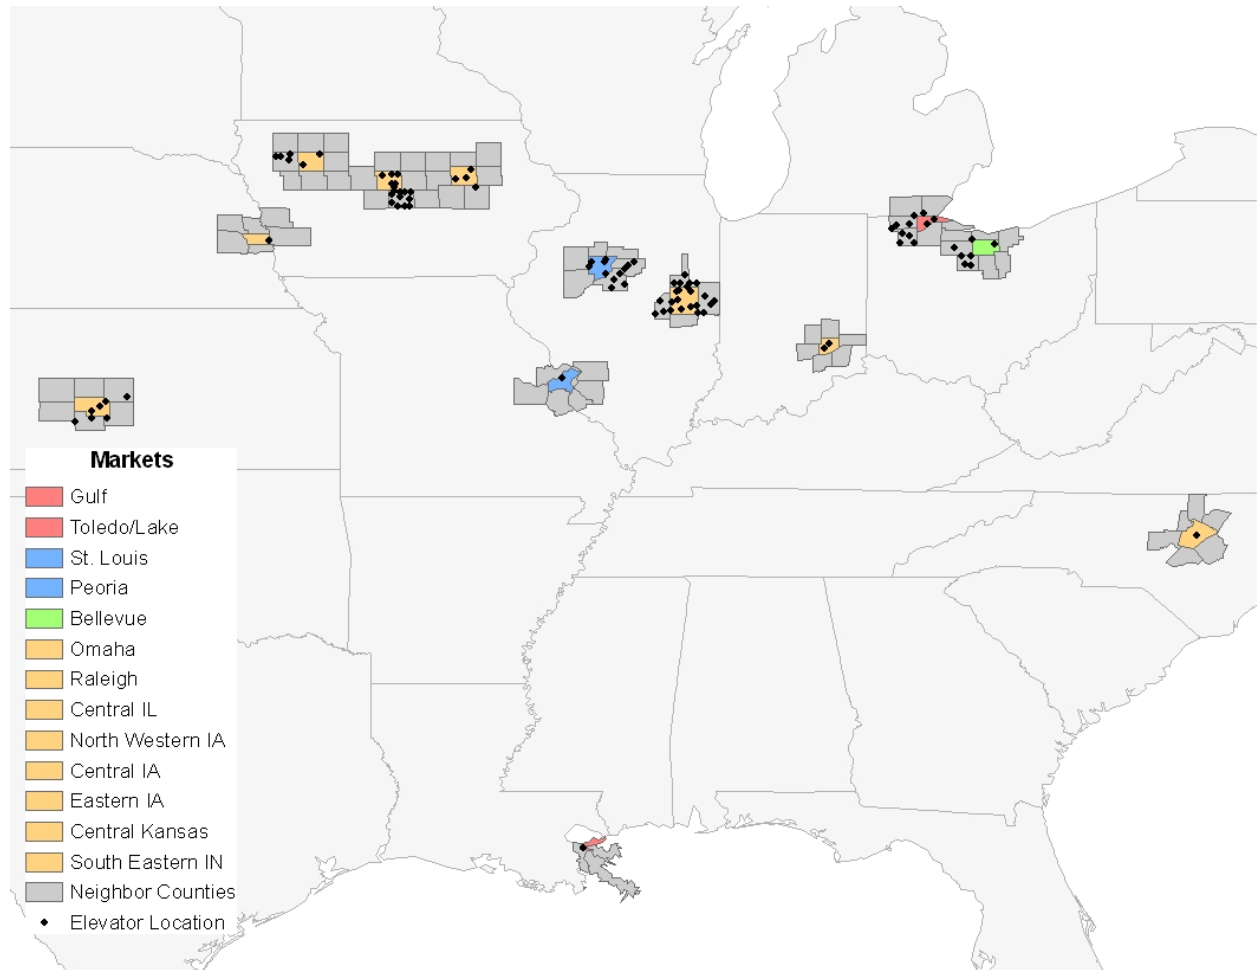 Markets
Gulf
Toledo/Lake
St. Louis
Peoria
Bellevue
Omaha
Raleigh
Central IL
North Western IA
Central IA
Eastern IA
Central Kansas
South Eastern IN
Neighbor Counties
Elevator Location